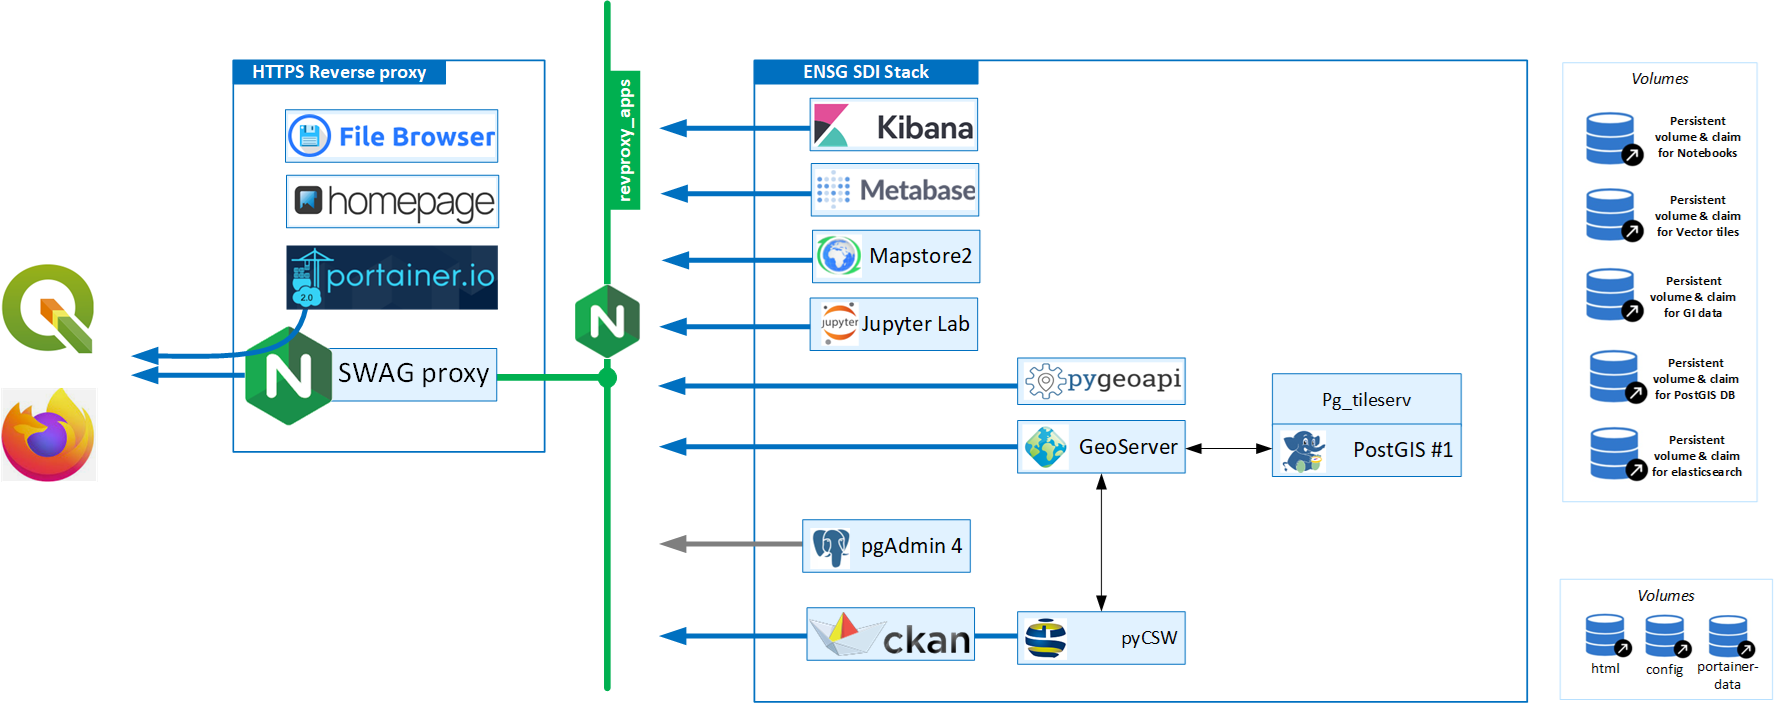 HTTPS Reverse proxy
File Browser
homepage
portainer.io
2.0
N
SWAG proxy
revproxy_apps
N
ENSG SDI Stack
Kibana
Metabase
Mapstore2
jupyter
Jupyter Lab
pygeoapi
GeoServer
Pg_tileserv
PostGIS #1
pgAdmin 4
ckan
pyCSW
Volumes
Persistent
volume & claim
for Notebooks
Persistent
volume & claim
for Vector tiles
Persistent
volume & claim
for GI data
Persistent
volume & claim
for PostGIS DB
Persistent
volume & claim
for elasticsearch
Volumes
html
config
portainer-
data